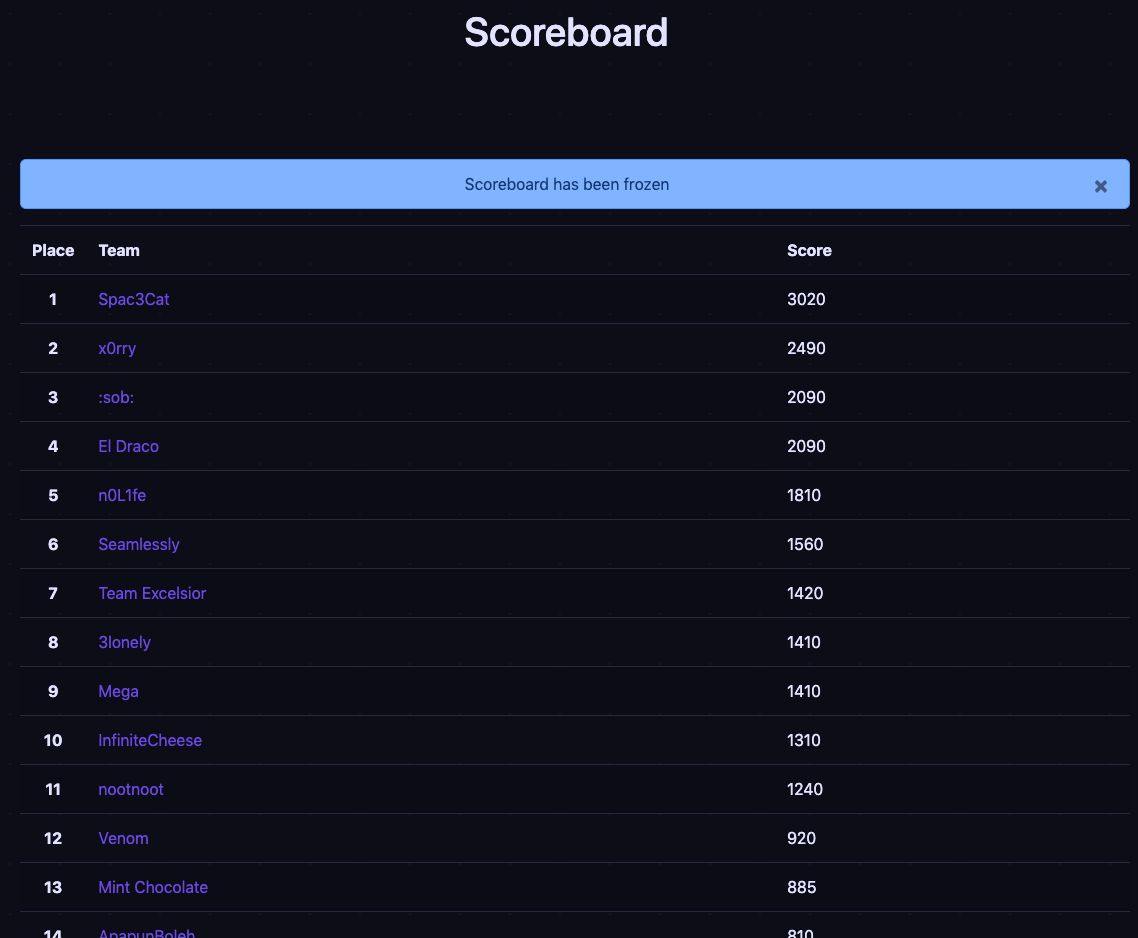 Scoreboard
Scoreboard has been frozen ×
Place Team Score
1 Spac3Cat 3020
2 x0rry 2490
3 :sob: 2090
4 El Draco 2090
5 n0L1fe 1810
6 Seamlessly 1560
7 Team Excelsior 1420
8 3lonely 1410
9 Mega 1410
10 InfiniteCheese 1310
11 nootnoot 1240
12 Venom 920
13 Mint Chocolate 885
14 ApapunBoleh 810